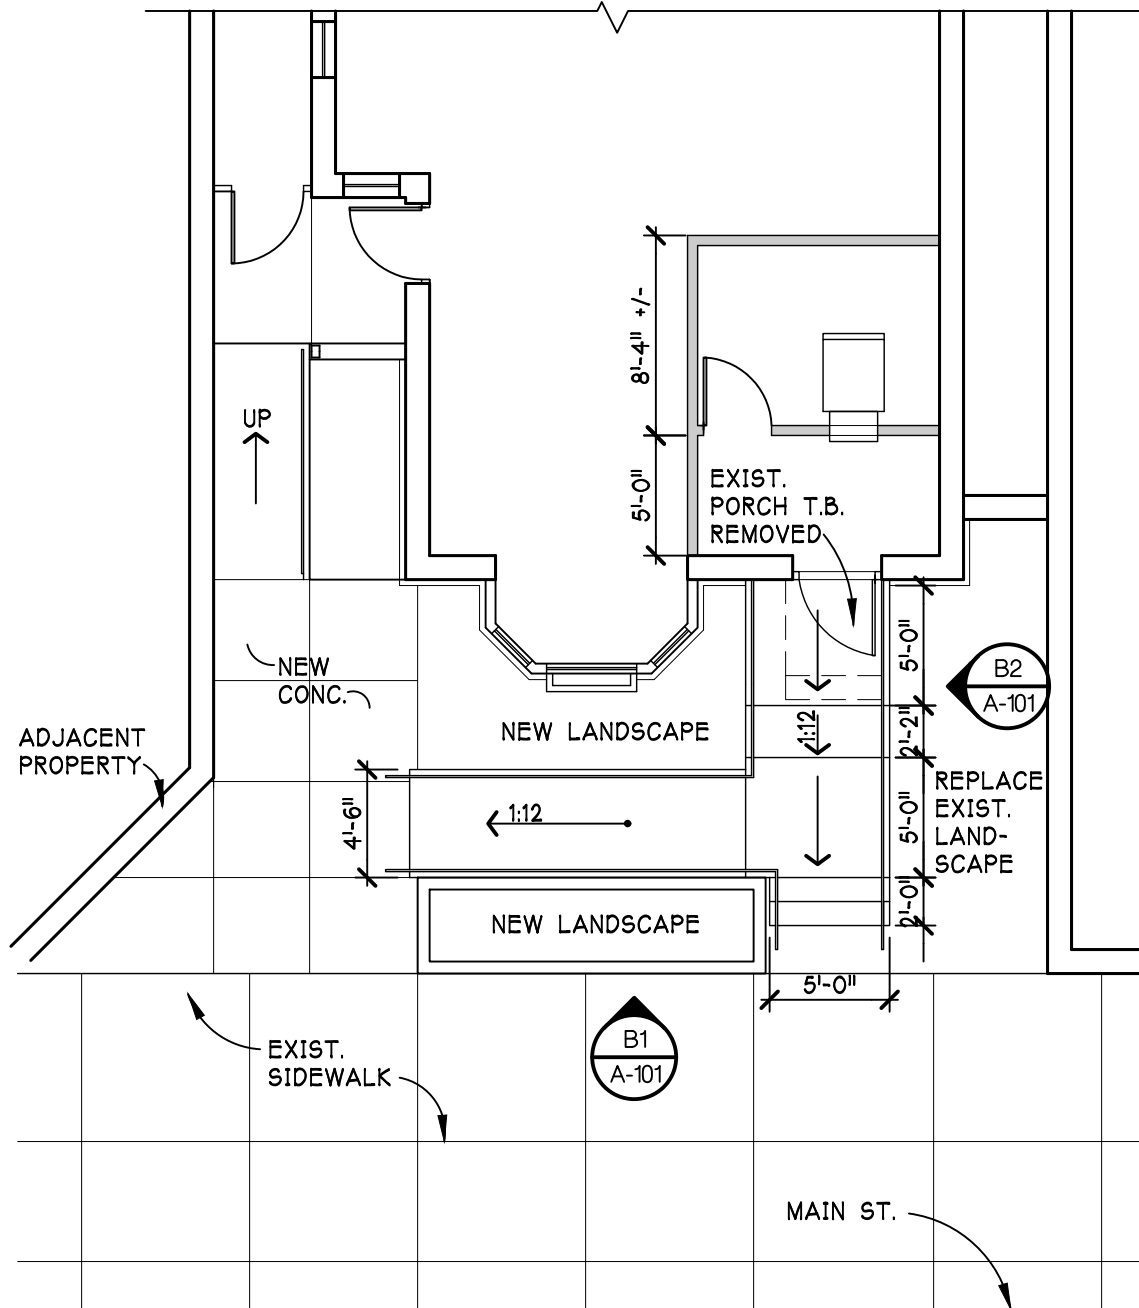 8'-4" +/-
UP
5'-0"
EXIST.
PORCH T.B.
REMOVED
5'-0"
B2
A-101
NEW
CONC.
2'-2"
1:12
NEW LANDSCAPE
ADJACENT
PROPERTY
REPLACE
EXIST.
LAND-
SCAPE
4'-6"
1:12
5'-0"
2'-0"
NEW LANDSCAPE
5'-0"
B1
A-101
EXIST.
SIDEWALK
MAIN ST.